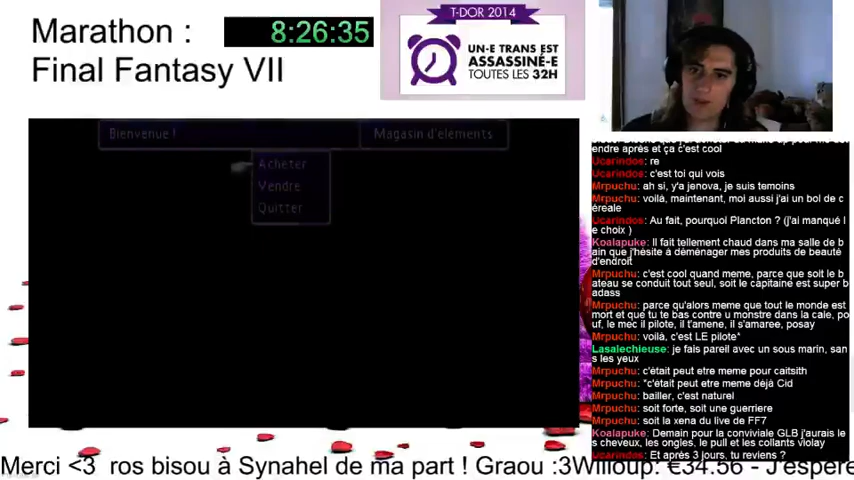 Marathon :
Final Fantasy VII
8:26:35
T-DOR 2014
UN·E TRANS EST
ASSASSINÉ·E
TOUTES LES 32H
Bienvenue !
Magasin d'éléments
Acheter
Vendre
Quitter
endre après et ça c'est cool
Ucarindos: re
Ucarindos: c'est toi qui vois
Mrpuchu: ah si, y'a jenova, je suis temoins
Mrpuchu: voilà, maintenant, moi aussi j'ai un bol de c
éreale
Ucarindos: Au fait, pourquoi Plancton ? (j'ai manqué l
e choix )
Koalapuke: Il fait tellement chaud dans ma salle de b
ain que j'hésite à déménager mes produits de beauté
d'endroit
Mrpuchu: c'est cool quand meme, parce que soit le b
ateau se conduit tout seul, soit le capitaine est super b
adass
Mrpuchu: parce qu'alors meme que tout le monde est
mort et que tu te bas contre u monstre dans la cale, po
uf, le mec il pilote, il t'amene, il s'amaree, posay
Mrpuchu: voilà, c'est LE pilote*
Lasalechieuse: je fais pareil avec un sous marin, san
s les yeux
Mrpuchu: c'était peut etre meme pour caitsith
Mrpuchu: *c'était peut etre meme déjà Cid
Mrpuchu: bailler, c'est naturel
Mrpuchu: soit forte, soit une guerriere
Mrpuchu: soit la xena du live de FF7
Koalapuke: Demain pour la conviviale GLB j'aurais le
s cheveux, les ongles, le pull et les collants violay
Ucarindos: Et après 3 jours, tu reviens ?
Merci <3 ros bisou à Synahel de ma part ! Graou :3Willoup: €34.56 - J'espère